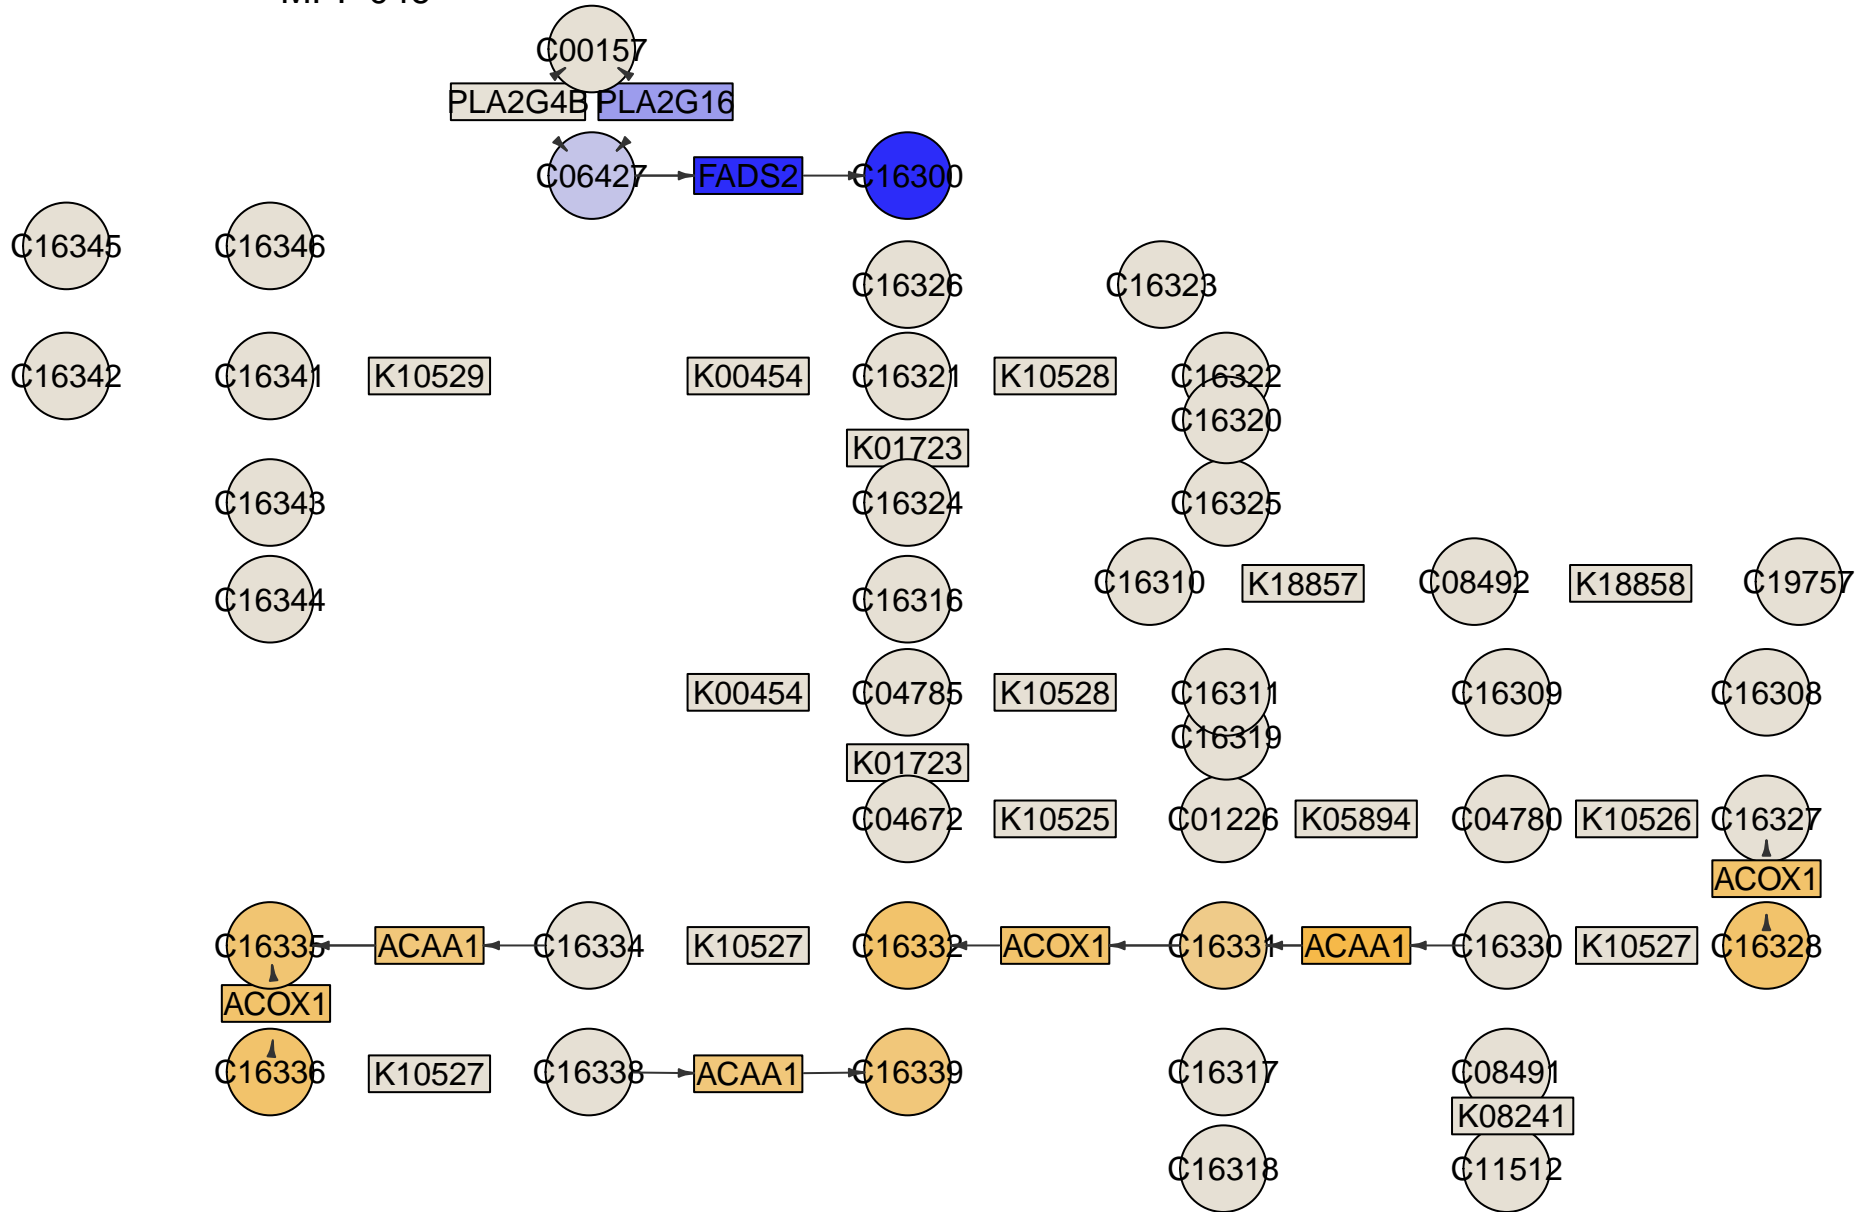 C00157
PLA2G4B PLA2G16
C06427 FADS2 C16300
C16345 C16346
C16326 C16323
C16342 C16341 K10529 K00454 C16321 K10528 C16322
C16320
K01723
C16343 C16324 C16325
C16310 K18857 C08492 K18858 C19757
C16344 C16316
K00454 C04785 K10528 C16311 C16309 C16308
C16319
K01723
C04672 K10525 C01226 K05894 C04780 K10526 C16327
ACOX1
C16335 ACAA1 C16334 K10527 C16332 ACOX1 C16331 ACAA1 C16330 K10527 C16328
ACOX1
C16336 K10527 C16338 ACAA1 C16339 C16317 C08491
K08241
C16318 C11512